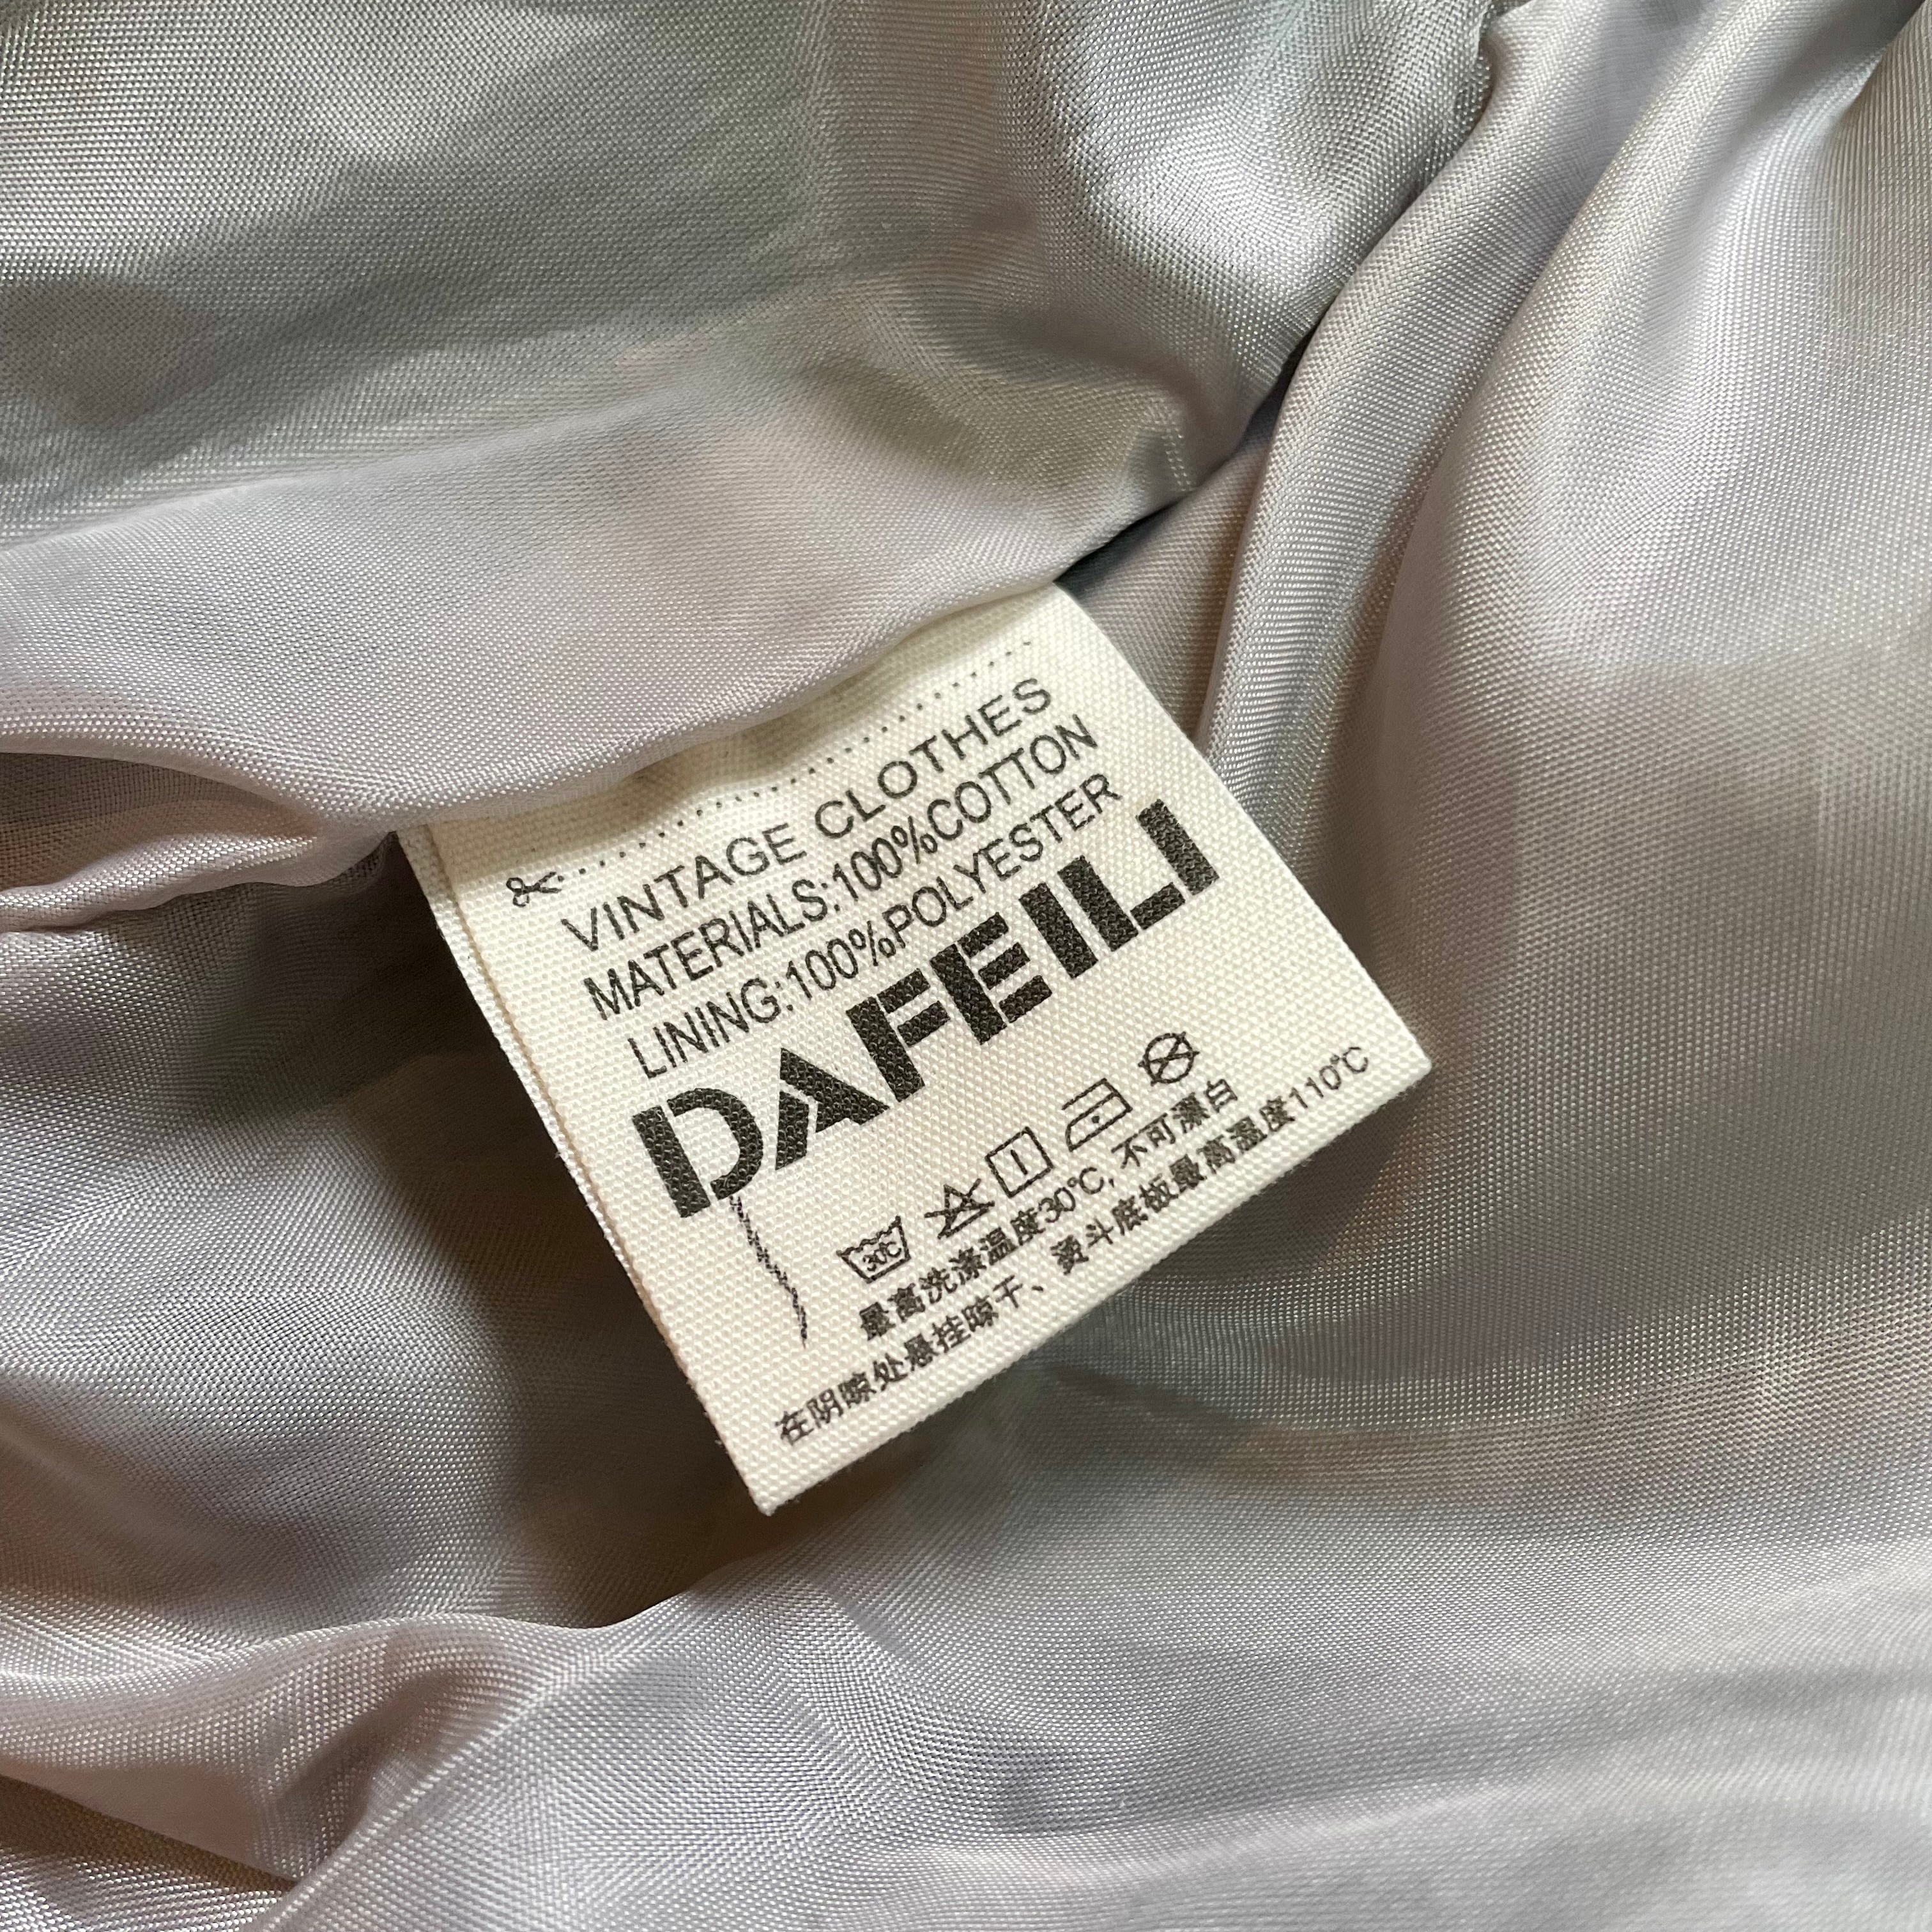 VINTAGE CLOTHES
MATERIALS:100%COTTON
LINING:100%POLYESTER
DAFEILI
30℃
最高洗涤温度30℃, 不可漂白
在阴晾处悬挂晾干、熨斗底板最高温度110℃